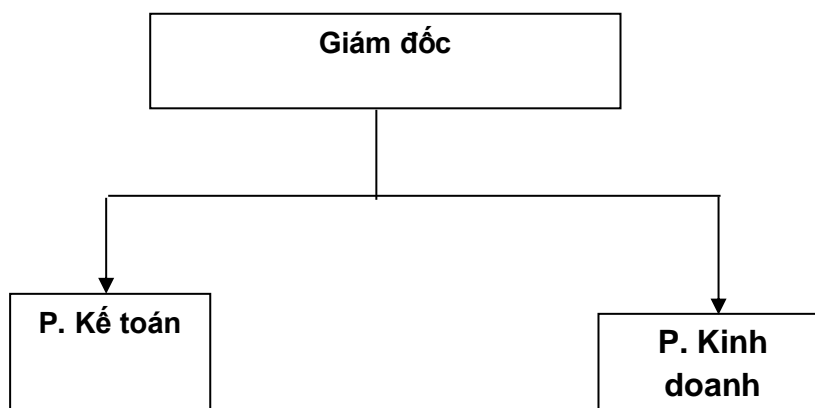 Giám đốc
P. Kế toán
P. Kinh
doanh